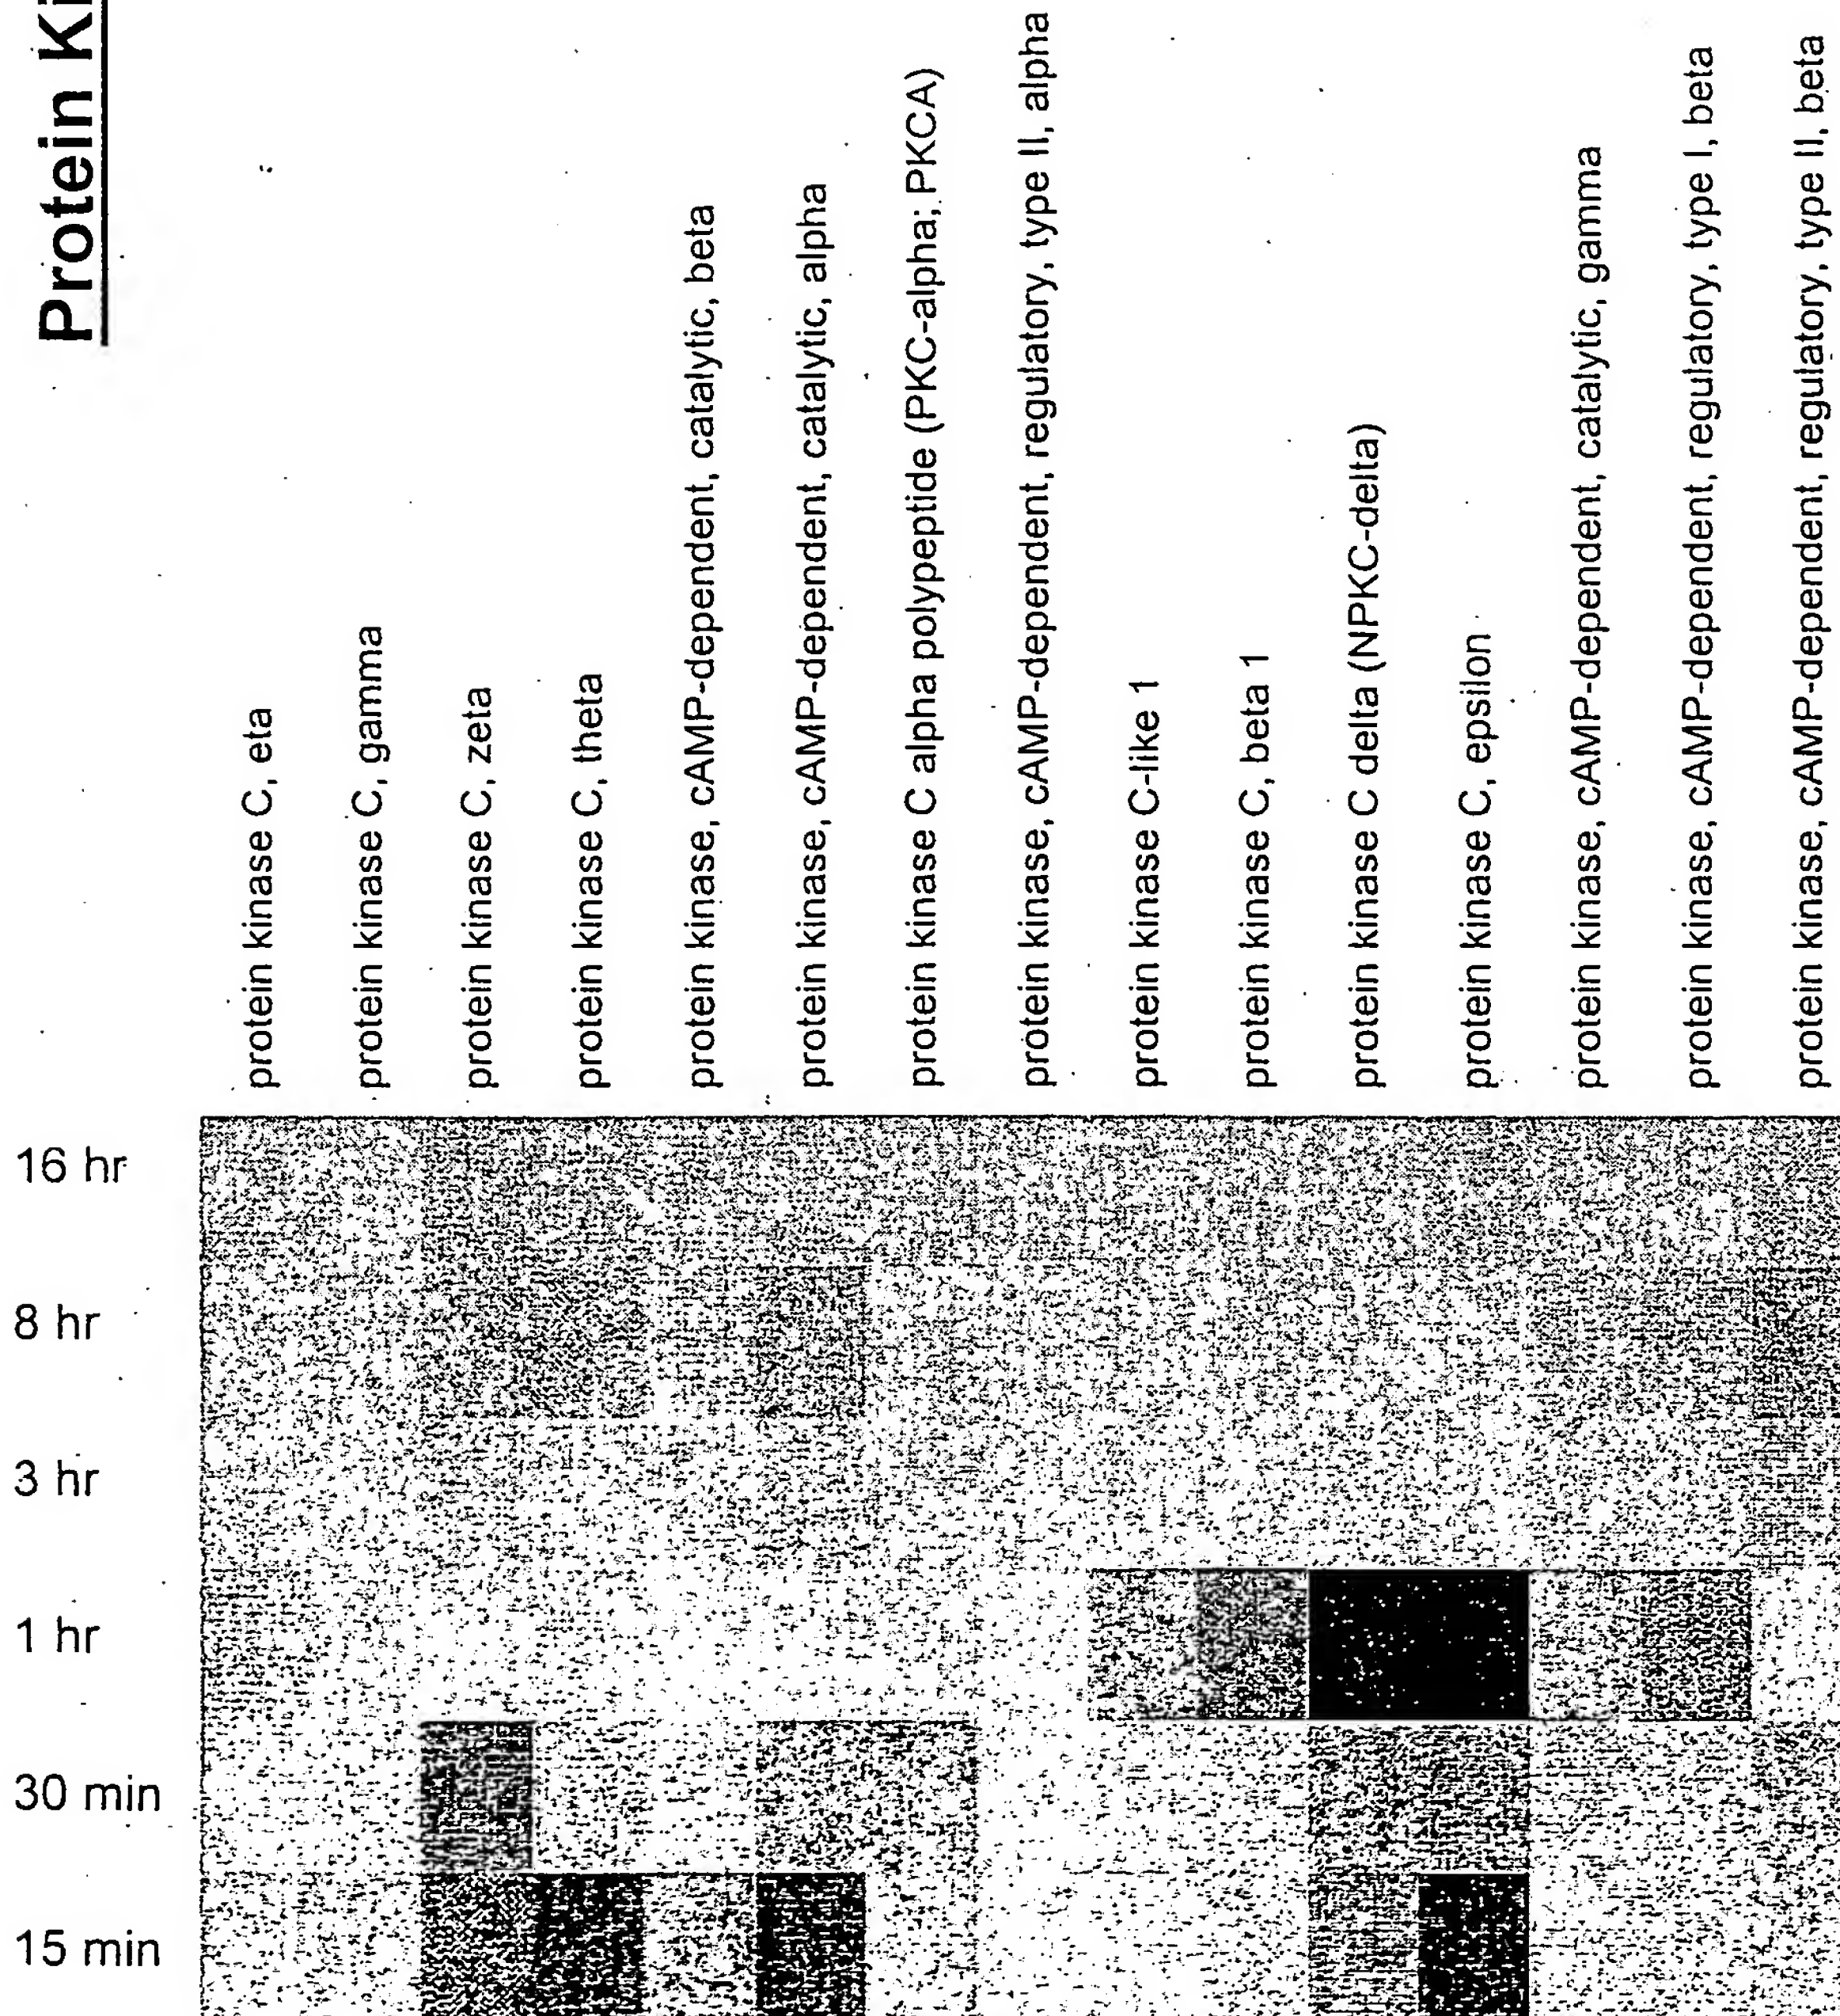 Protein
protein kinase C, eta
protein kinase C, gamma
protein kinase C, zeta
protein kinase C, theta
protein kinase, cAMP-dependent, catalytic, beta
protein kinase, cAMP-dependent, catalytic, alpha
protein kinase C alpha polypeptide (PKC-alpha; PKCA)
protein kinase, cAMP-dependent, regulatory, type II, alpha
protein kinase C-like 1
protein kinase C, beta 1
protein kinase C delta (NPKC-delta)
protein kinase C, epsilon
protein kinase, cAMP-dependent, catalytic, gamma
protein kinase, cAMP-dependent, regulatory, type I, beta
protein kinase, cAMP-dependent, regulatory, type II, beta
16 hr
8 hr
3 hr
1 hr
30 min
15 min